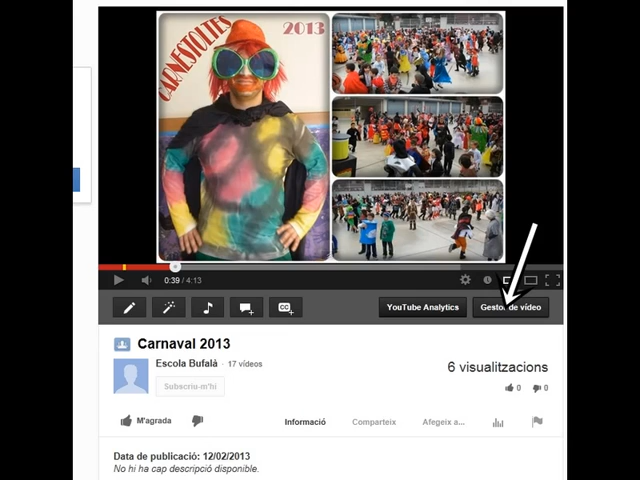 CARNESTOLTES
2013
0:39 / 4:13
CC
YouTube Analytics
Gestor de vídeo
Carnaval 2013
Escola Bufalà · 17 vídeos
Subscriu-m'hi
6 visualitzacions
0 0
M'agrada
Informació
Comparteix
Afegeix a...
Data de publicació: 12/02/2013
No hi ha cap descripció disponible.